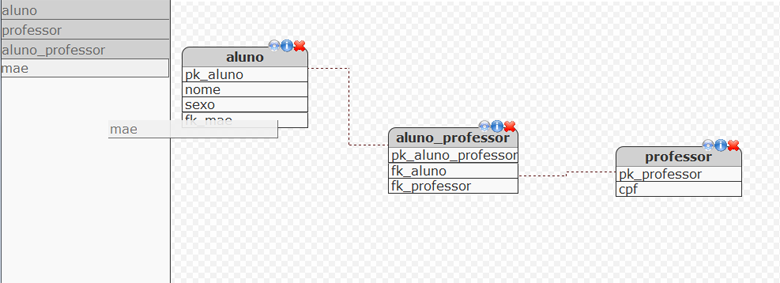 aluno
professor
aluno_professor
mae
aluno
pk_aluno
nome
sexo
fk_mae
mae
aluno_professor
pk_aluno_professor
fk_aluno
fk_professor
professor
pk_professor
cpf